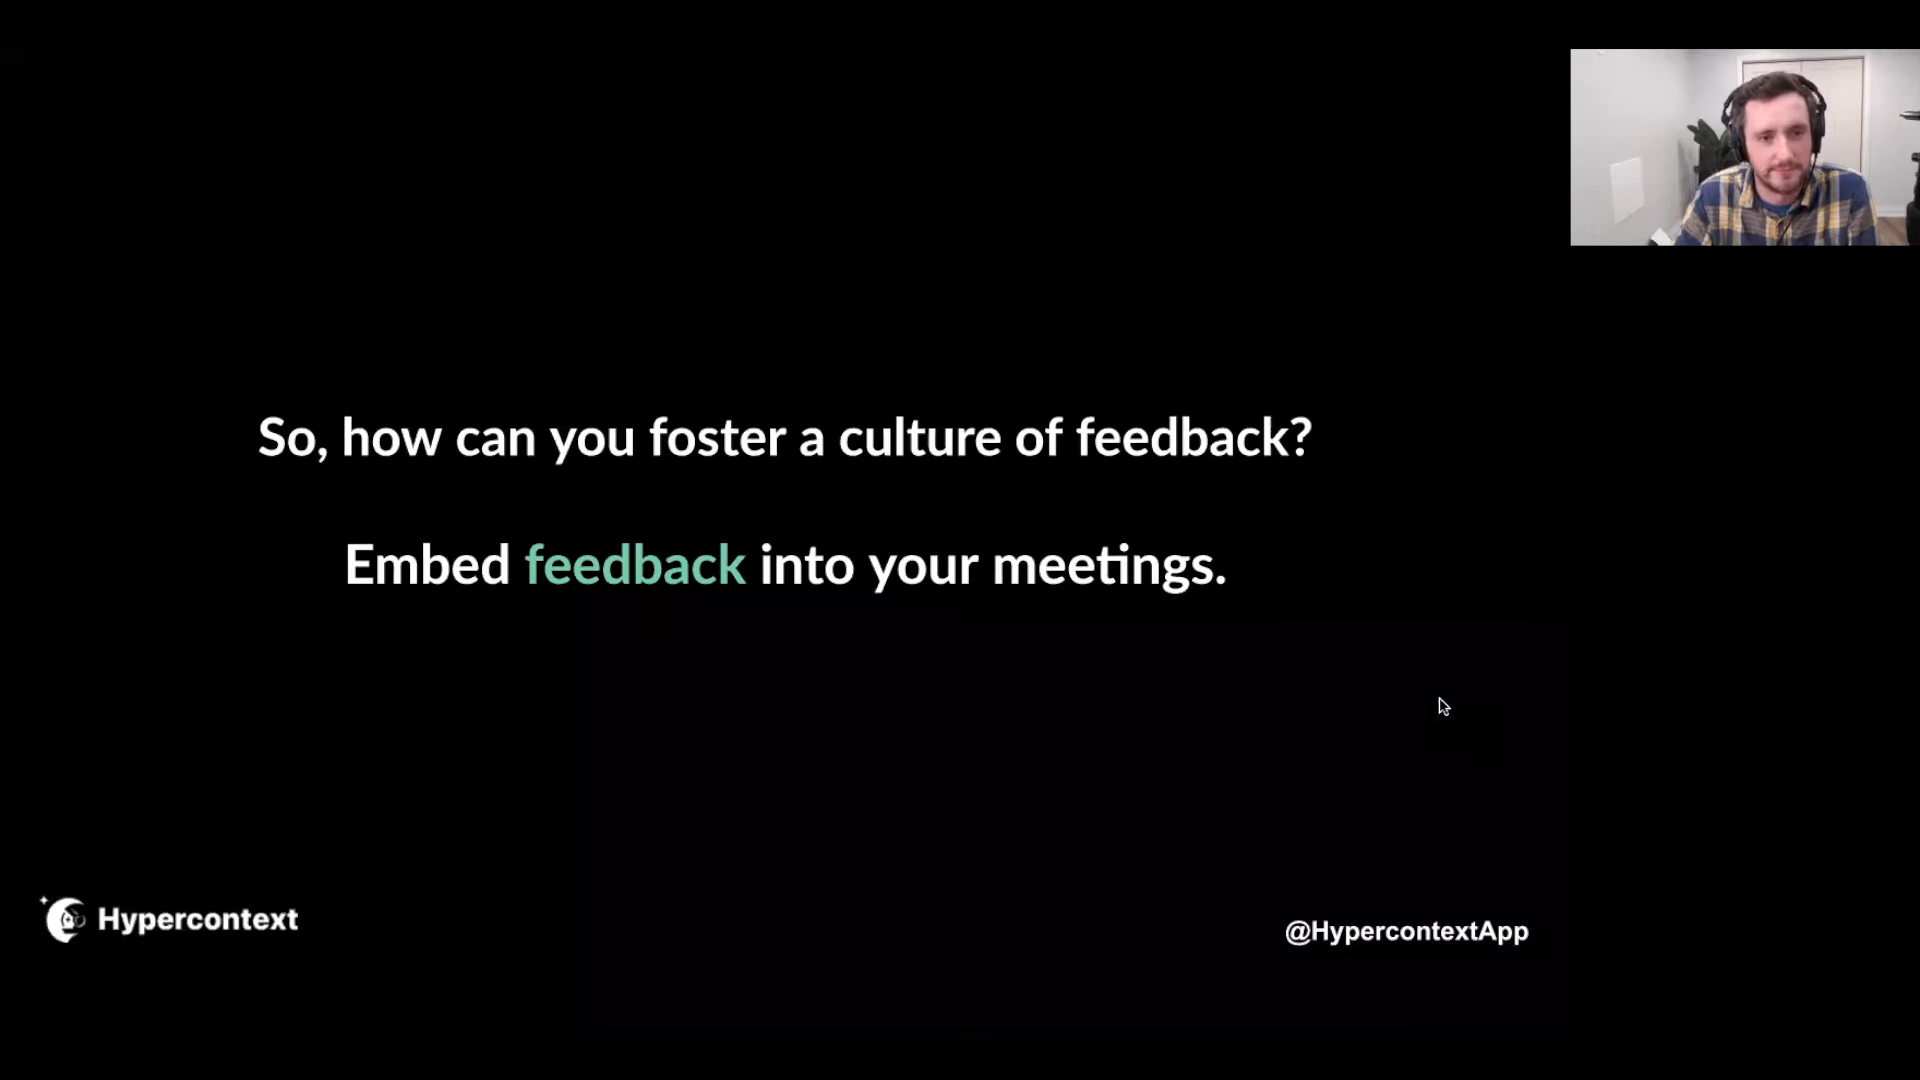 So, how can you foster a culture of feedback?
Embed feedback into your meetings.
Hypercontext
@HypercontextApp